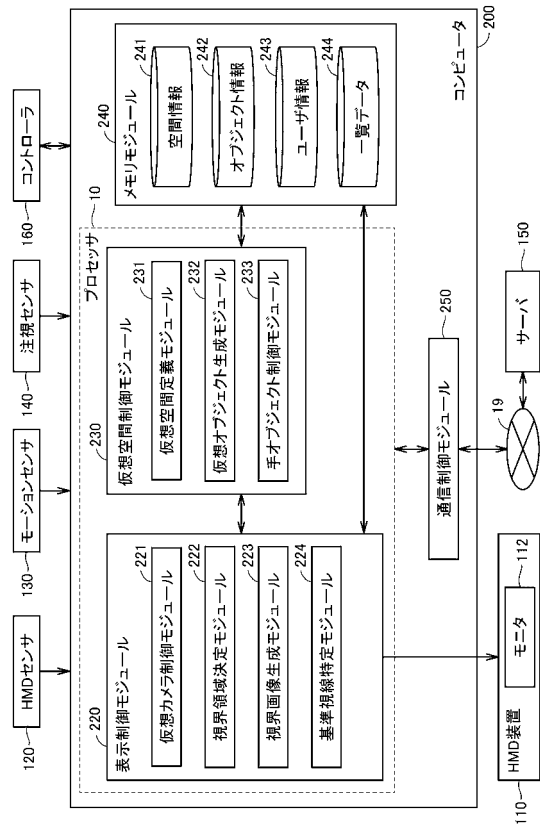 HMDセンサ
120
モーションセンサ
130
注視センサ
140
コントローラ
160
プロセッサ
10
表示制御モジュール
220
仮想カメラ制御モジュール
221
視界領域決定モジュール
222
視界画像生成モジュール
223
基準視線特定モジュール
224
仮想空間制御モジュール
230
仮想空間定義モジュール
231
仮想オブジェクト生成モジュール
232
手オブジェクト制御モジュール
233
メモリモジュール
240
空間情報
241
オブジェクト情報
242
ユーザ情報
243
一覧データ
244
通信制御モジュール
250
コンピュータ
200
HMD装置
110
モニタ
112
19
サーバ
150